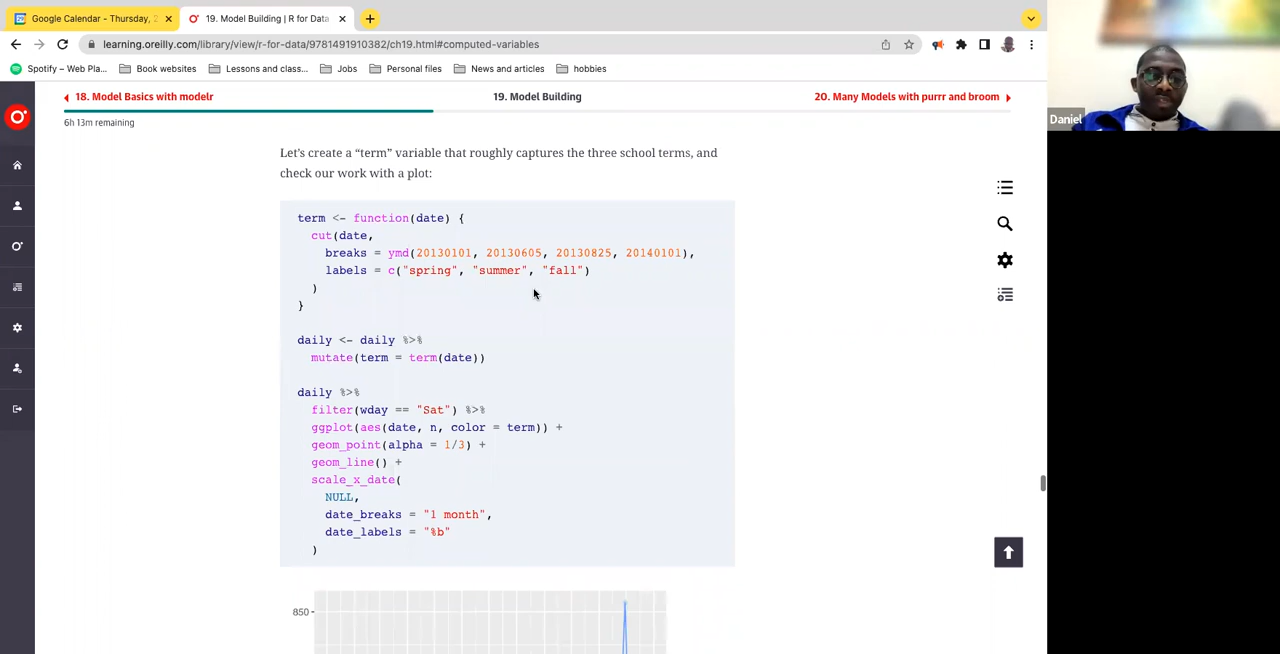 Google Calendar - Thursday, 2
19. Model Building | R for Data
learning.oreilly.com/library/view/r-for-data/9781491910382/ch19.html#computed-variables
Spotify – Web Pla... Book websites Lessons and class... Jobs Personal files News and articles hobbies
18. Model Basics with modelr 19. Model Building 20. Many Models with purrr and broom
6h 13m remaining
Daniel
Let's create a “term” variable that roughly captures the three school terms, and
check our work with a plot:
term <- function(date) {
cut(date,
breaks = ymd(20130101, 20130605, 20130825, 20140101),
labels = c("spring", "summer", "fall")
)
}
daily <- daily %>%
mutate(term = term(date))
daily %>%
filter(wday == "Sat") %>%
ggplot(aes(date, n, color = term)) +
geom_point(alpha = 1/3) +
geom_line() +
scale_x_date(
NULL,
date_breaks = "1 month",
date_labels = "%b"
)
850